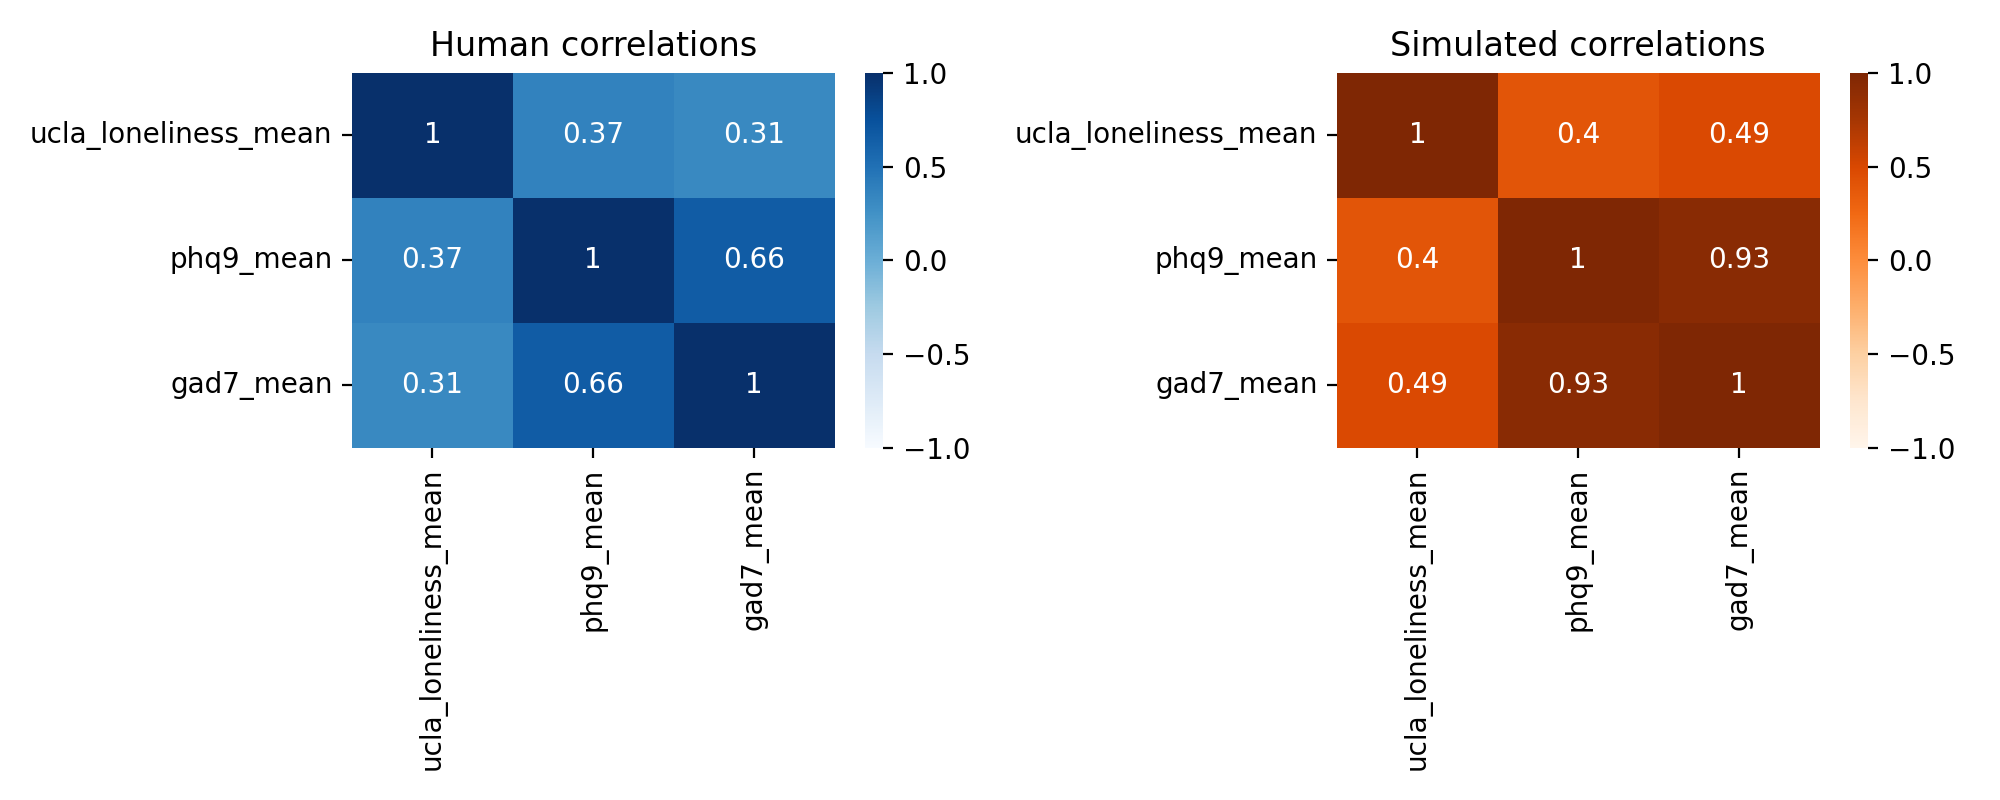 Human correlations
ucla_loneliness_mean 1 0.37 0.31
phq9_mean 0.37 1 0.66
gad7_mean 0.31 0.66 1
ucla_loneliness_mean
phq9_mean
gad7_mean
1.0
0.5
0.0
−0.5
−1.0
Simulated correlations
ucla_loneliness_mean 1 0.4 0.49
phq9_mean 0.4 1 0.93
gad7_mean 0.49 0.93 1
ucla_loneliness_mean
phq9_mean
gad7_mean
1.0
0.5
0.0
−0.5
−1.0